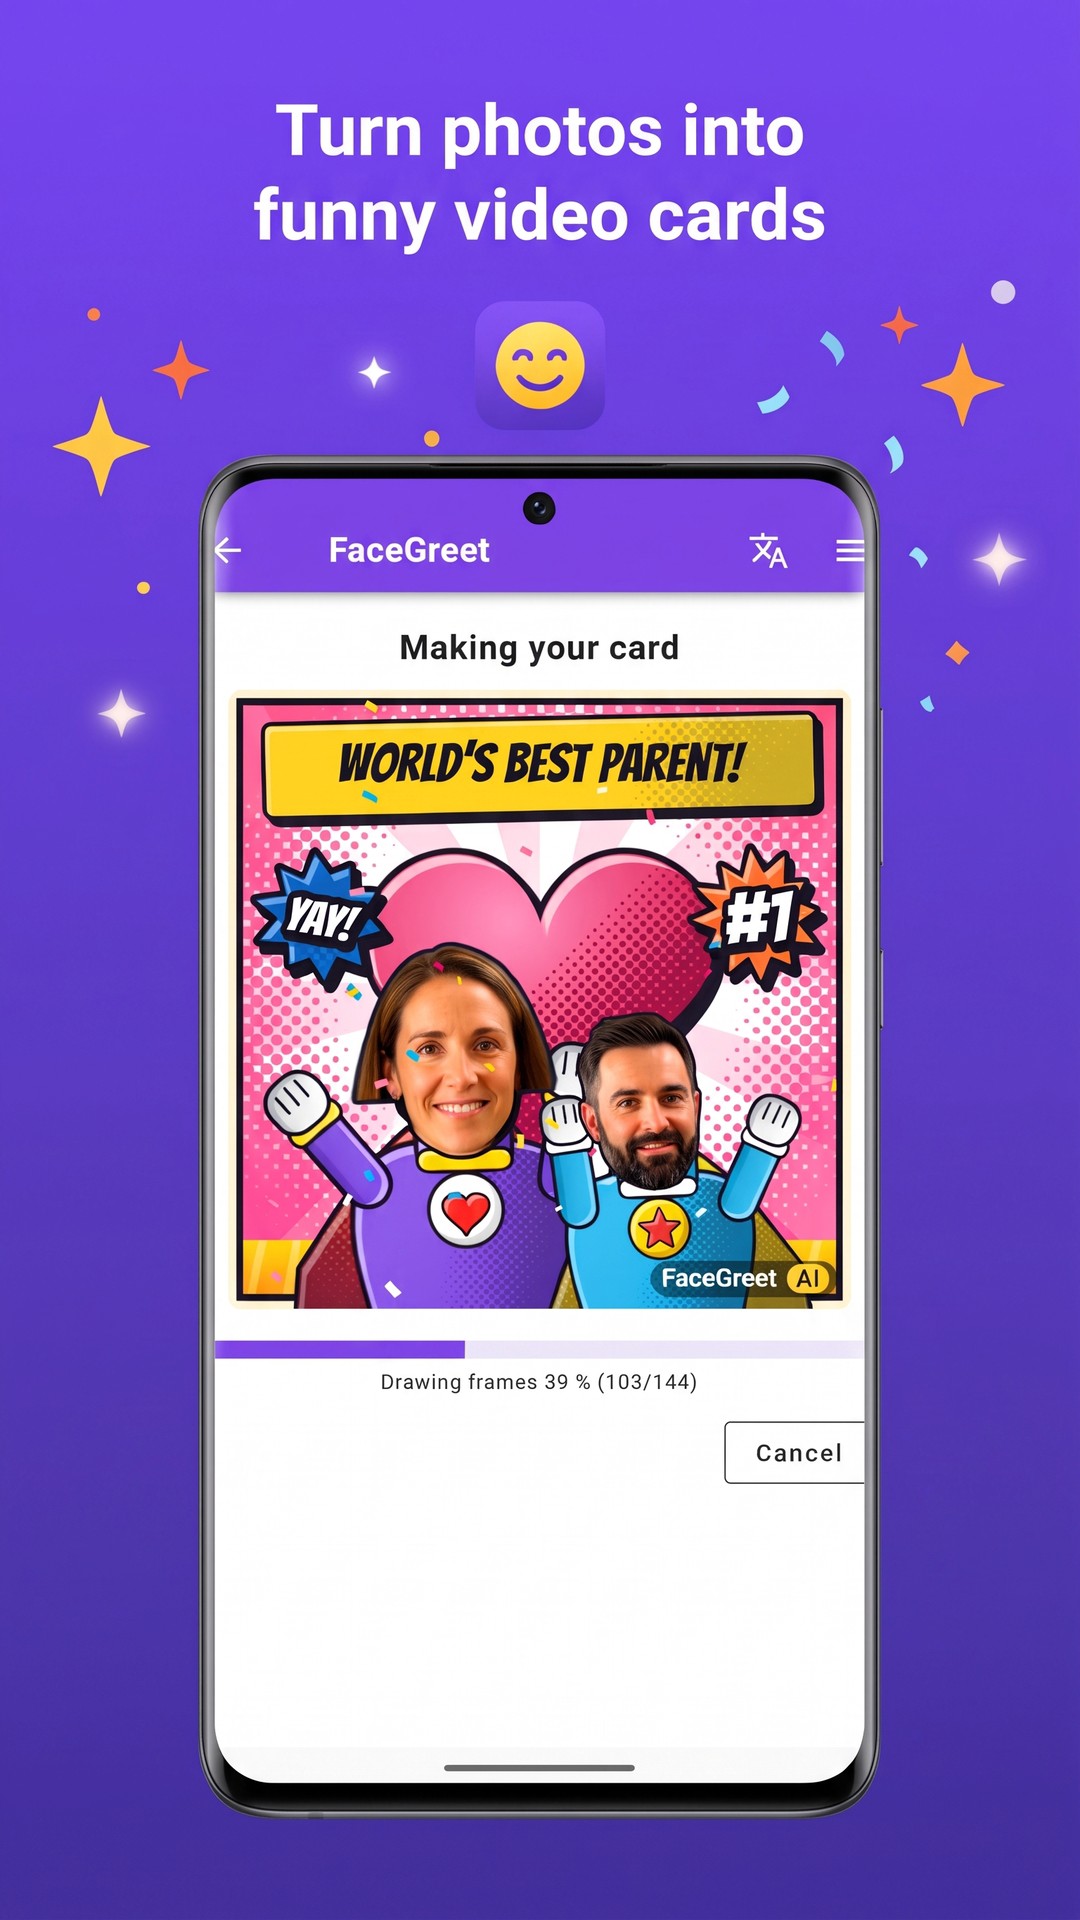 Turn photos into
funny video cards
FaceGreet
Making your card
WORLD'S BEST PARENT!
YAY!
#1
FaceGreet AI
Drawing frames 39 % (103/144)
Cancel